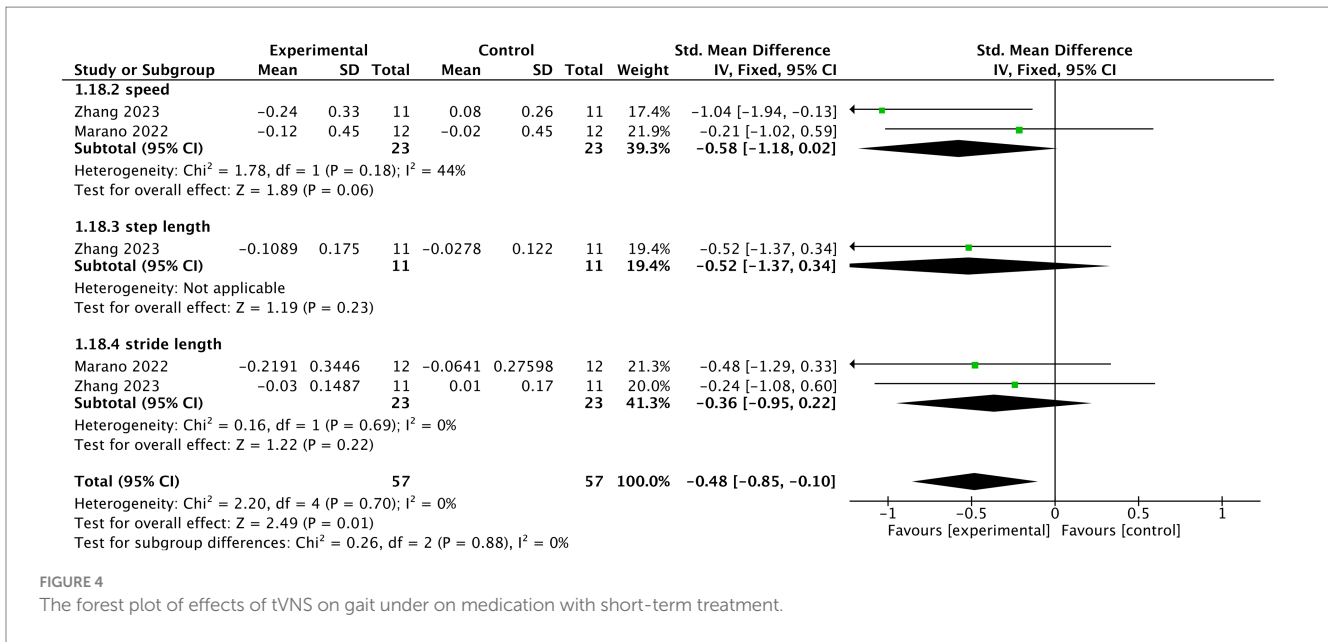 Experimental Control Std. Mean Difference Std. Mean Difference
Study or Subgroup Mean SD Total Mean SD Total Weight IV, Fixed, 95% CI IV, Fixed, 95% CI
1.18.2 speed
Zhang 2023 −0.24 0.33 11 0.08 0.26 11 17.4% −1.04 [−1.94, −0.13]
Marano 2022 −0.12 0.45 12 −0.02 0.45 12 21.9% −0.21 [−1.02, 0.59]
Subtotal (95% CI) 23 23 39.3% −0.58 [−1.18, 0.02]
Heterogeneity: Chi² = 1.78, df = 1 (P = 0.18); I² = 44%
Test for overall effect: Z = 1.89 (P = 0.06)
1.18.3 step length
Zhang 2023 −0.1089 0.175 11 −0.0278 0.122 11 19.4% −0.52 [−1.37, 0.34]
Subtotal (95% CI) 11 11 19.4% −0.52 [−1.37, 0.34]
Heterogeneity: Not applicable
Test for overall effect: Z = 1.19 (P = 0.23)
1.18.4 stride length
Marano 2022 −0.2191 0.3446 12 −0.0641 0.27598 12 21.3% −0.48 [−1.29, 0.33]
Zhang 2023 −0.03 0.1487 11 0.01 0.17 11 20.0% −0.24 [−1.08, 0.60]
Subtotal (95% CI) 23 23 41.3% −0.36 [−0.95, 0.22]
Heterogeneity: Chi² = 0.16, df = 1 (P = 0.69); I² = 0%
Test for overall effect: Z = 1.22 (P = 0.22)
Total (95% CI) 57 57 100.0% −0.48 [−0.85, −0.10]
Heterogeneity: Chi² = 2.20, df = 4 (P = 0.70); I² = 0%
Test for overall effect: Z = 2.49 (P = 0.01)
Test for subgroup differences: Chi² = 0.26, df = 2 (P = 0.88), I² = 0%
−1 −0.5 0 0.5 1
Favours [experimental] Favours [control]
FIGURE 4
The forest plot of effects of tVNS on gait under on medication with short-term treatment.